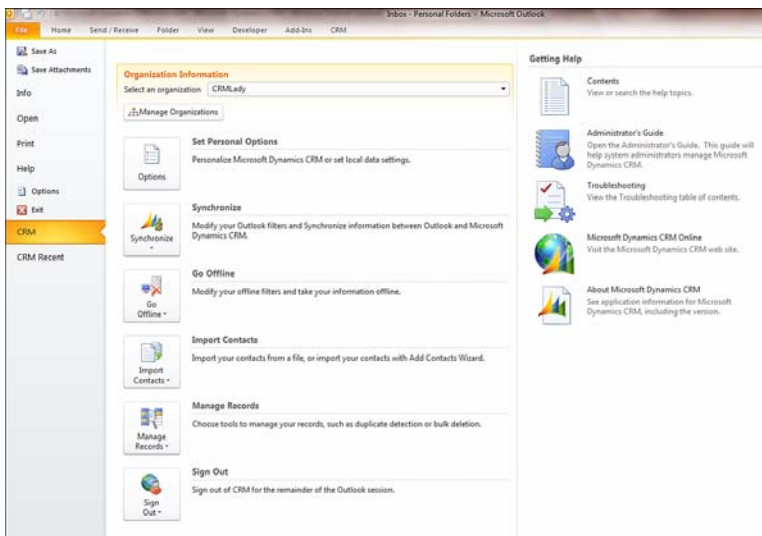 Inbox - Personal Folders - Microsoft Outlook
File Home Send / Receive Folder View Developer Add-Ins CRM
Save As
Save Attachments
Info
Open
Print
Help
Options
Exit
CRM
CRM Recent
Organization Information
Select an organization CRMLady
Manage Organizations
Options
Set Personal Options
Personalize Microsoft Dynamics CRM or set local data settings.
Synchronize
Synchronize
Modify your Outlook filters and Synchronize information between Outlook and Microsoft
Dynamics CRM.
Go
Offline
Go Offline
Modify your offline filters and take your information offline.
Import
Contacts
Import Contacts
Import your contacts from a file, or import your contacts with Add Contacts Wizard.
Manage
Records
Manage Records
Choose tools to manage your records, such as duplicate detection or bulk deletion.
Sign
Out
Sign Out
Sign out of CRM for the remainder of the Outlook session.
Getting Help
Contents
View or search the help topics.
Administrator's Guide
Open the Administrator's Guide. This guide will
help system administrators manage Microsoft
Dynamics CRM.
Troubleshooting
View the Troubleshooting table of contents.
Microsoft Dynamics CRM Online
Visit the Microsoft Dynamics CRM web site.
About Microsoft Dynamics CRM
See application information for Microsoft
Dynamics CRM, including the version.